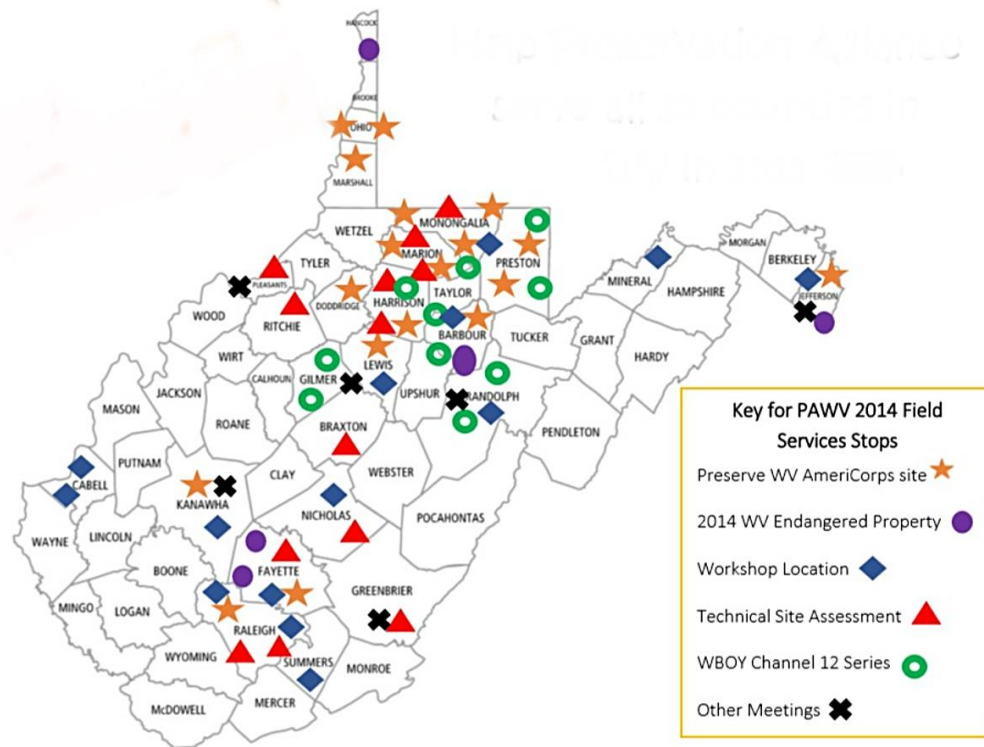 HANCOCK
BROOKE
OHIO
MARSHALL
WETZEL
MONONGALIA
MARION
PRESTON
TYLER
PLEASANTS
WOOD
RITCHIE
DODDRIDGE
HARRISON
TAYLOR
BARBOUR
TUCKER
MINERAL
HAMPSHIRE
MORGAN
BERKELEY
JEFFERSON
GRANT
HARDY
WIRT
CALHOUN
GILMER
LEWIS
UPSHUR
RANDOLPH
JACKSON
MASON
ROANE
BRAXTON
PENDLETON
PUTNAM
CLAY
WEBSTER
CABELL
KANAWHA
NICHOLAS
POCAHONTAS
WAYNE
LINCOLN
BOONE
FAYETTE
GREENBRIER
MINGO
LOGAN
RALEIGH
WYOMING
SUMMERS
MONROE
McDOWELL
MERCER
Key for PAWV 2014 Field
Services Stops
Preserve WV AmeriCorps site
2014 WV Endangered Property
Workshop Location
Technical Site Assessment
WBOY Channel 12 Series
Other Meetings